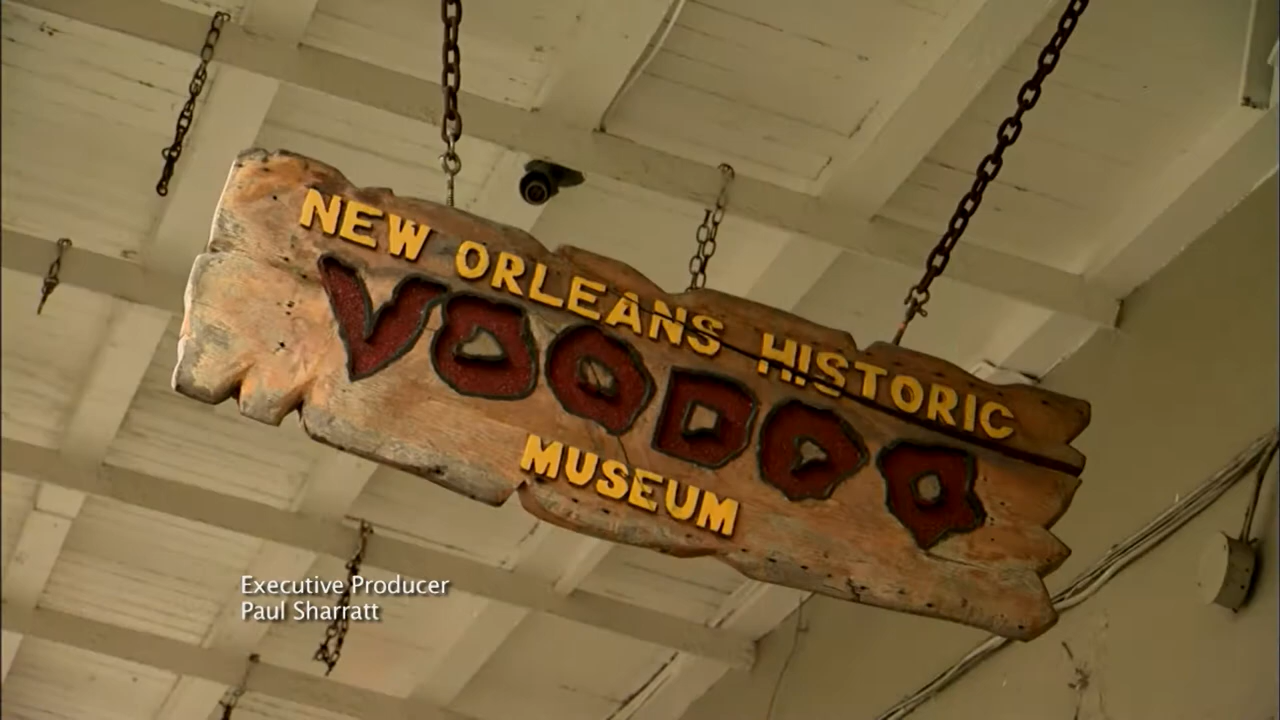 NEW ORLEANS HISTORIC
VOODOO
MUSEUM
Executive Producer
Paul Sharratt